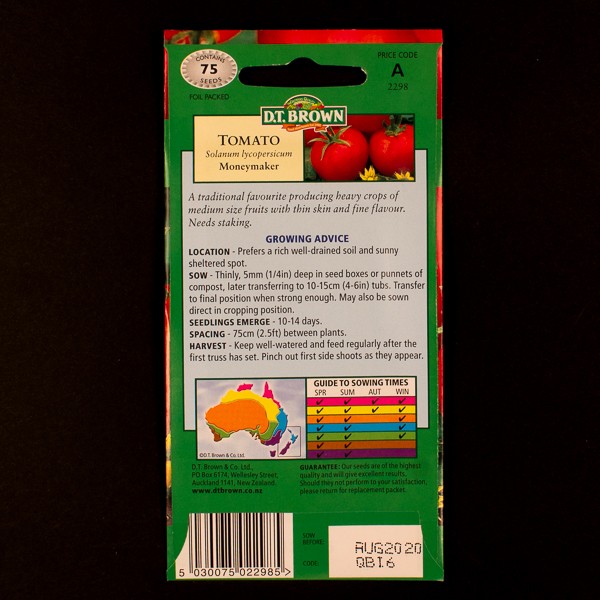 CONTAINS
75
SEEDS
FOIL PACKED
PRICE CODE
A
2298
D.T. BROWN
TOMATO
Solanum lycopersicum
Moneymaker
A traditional favourite producing heavy crops of
medium size fruits with thin skin and fine flavour.
Needs staking.
GROWING ADVICE
LOCATION - Prefers a rich well-drained soil and sunny
sheltered spot.
SOW - Thinly, 5mm (1/4in) deep in seed boxes or punnets of
compost, later transferring to 10-15cm (4-6in) tubs. Transfer
to final position when strong enough. May also be sown
direct in cropping position.
SEEDLINGS EMERGE - 10-14 days.
SPACING - 75cm (2.5ft) between plants.
HARVEST - Keep well-watered and feed regularly after the
first truss has set. Pinch out first side shoots as they appear.
©D.T. Brown & Co. Ltd.,
GUIDE TO SOWING TIMES
SPR SUM AUT WIN
D.T. Brown & Co. Ltd.,
PO Box 6174, Wellesley Street,
Auckland 1141, New Zealand.
www.dtbrown.co.nz
GUARANTEE: Our seeds are of the highest
quality and will give excellent results.
Should they not perform to your satisfaction,
please return for replacement packet.
5 030075 022985 >
SOW
BEFORE:
AUG2020
CODE:
QBI6